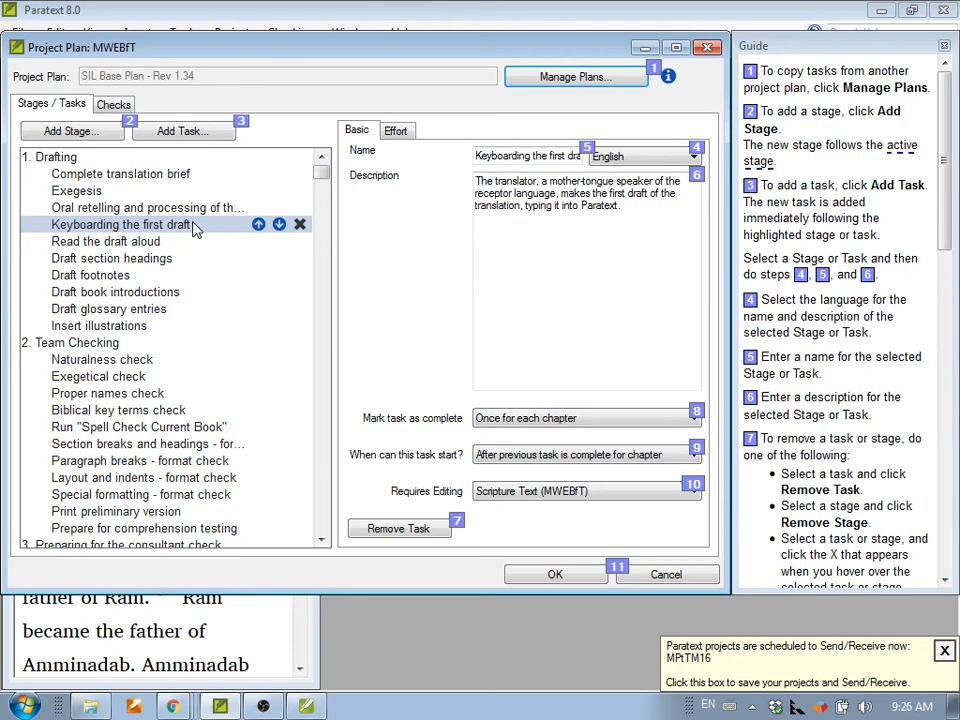 Paratext 8.0
Project Plan: MWEBfT
Guide
Project Plan:
SIL Base Plan - Rev 1.34
Manage Plans...
1
Stages / Tasks
Checks
Add Stage...
2
Add Task...
3
1. Drafting
Complete translation brief
Exegesis
Oral retelling and processing of th...
Keyboarding the first draft
Read the draft aloud
Draft section headings
Draft footnotes
Draft book introductions
Draft glossary entries
Insert illustrations
2. Team Checking
Naturalness check
Exegetical check
Proper names check
Biblical key terms check
Run "Spell Check Current Book"
Section breaks and headings - for...
Paragraph breaks - format check
Layout and indents - format check
Special formatting - format check
Print preliminary version
Prepare for comprehension testing
3. Preparing for the consultant check
Basic
Effort
Name
Keyboarding the first dra
5
English
4
Description
6
The translator, a mother-tongue speaker of the
receptor language, makes the first draft of the
translation, typing it into Paratext.
Mark task as complete
Once for each chapter
8
When can this task start?
After previous task is complete for chapter
9
Requires Editing
Scripture Text (MWEBfT)
10
Remove Task
7
OK
11
Cancel
1 To copy tasks from another
project plan, click Manage Plans.
2 To add a stage, click Add
Stage.
The new stage follows the active
stage.
3 To add a task, click Add Task.
The new task is added
immediately following the
highlighted stage or task.
Select a Stage or Task and then
do steps 4, 5, and 6.
4 Select the language for the
name and description of the
selected Stage or Task.
5 Enter a name for the selected
Stage or Task.
6 Enter a description for the
selected Stage or Task.
7 To remove a task or stage, do
one of the following:
• Select a task and click
Remove Task.
• Select a stage and click
Remove Stage.
• Select a task or stage, and
click the X that appears
when you hover over the
selected task or stage
father of Ram. Ram
became the father of
Amminadab. Amminadab
Paratext projects are scheduled to Send/Receive now:
MPtTM16
X
Click this box to save your projects and Send/Receive.
EN
9:26 AM